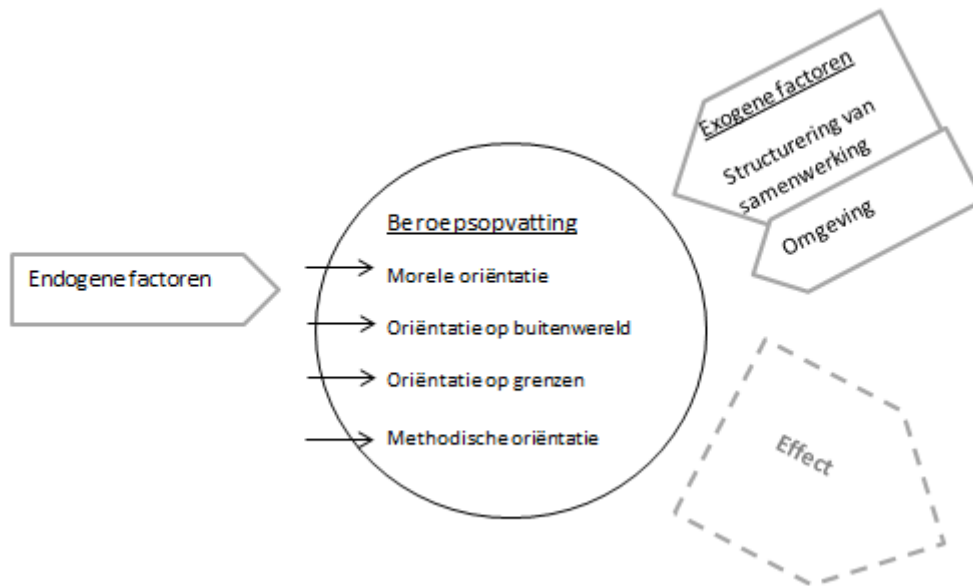 Endogene factoren
Beroepsopvatting
Morele oriëntatie
Oriëntatie op buitenwereld
Oriëntatie op grenzen
Methodische oriëntatie
Exogene factoren
Structurering van
samenwerking
Omgeving
Effect